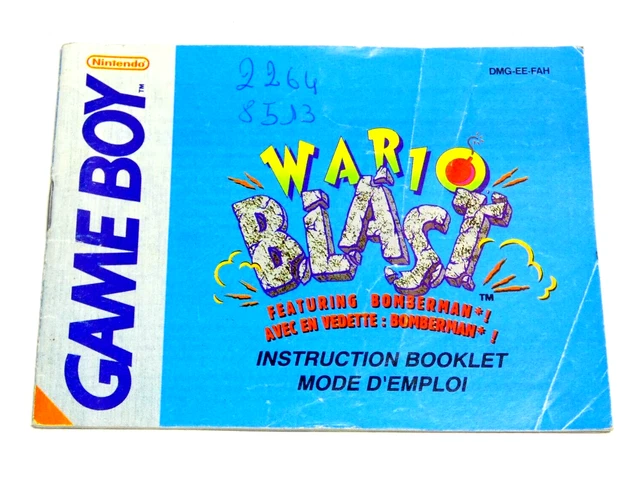 Nintendo
GAME BOY™
DMG-EE-FAH
2264
8513
WARIO
BLAST™
FEATURING BOMBERMAN*!
AVEC EN VEDETTE : BOMBERMAN* !
INSTRUCTION BOOKLET
MODE D'EMPLOI